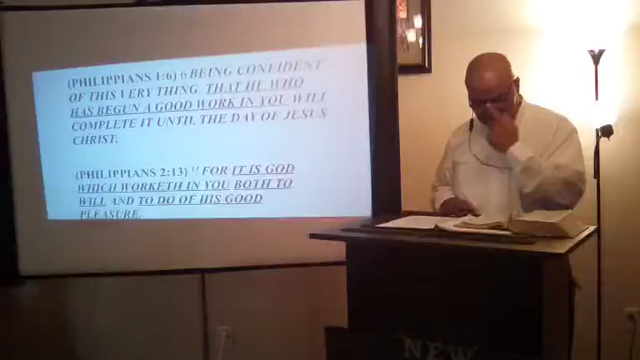 (PHILIPPIANS 1:6) 6 BEING CONFIDENT
OF THIS VERY THING, THAT HE WHO
HAS BEGUN A GOOD WORK IN YOU WILL
COMPLETE IT UNTIL THE DAY OF JESUS
CHRIST.
(PHILIPPIANS 2:13) 13 FOR IT IS GOD
WHICH WORKETH IN YOU BOTH TO
WILL AND TO DO OF HIS GOOD
PLEASURE.
NEW